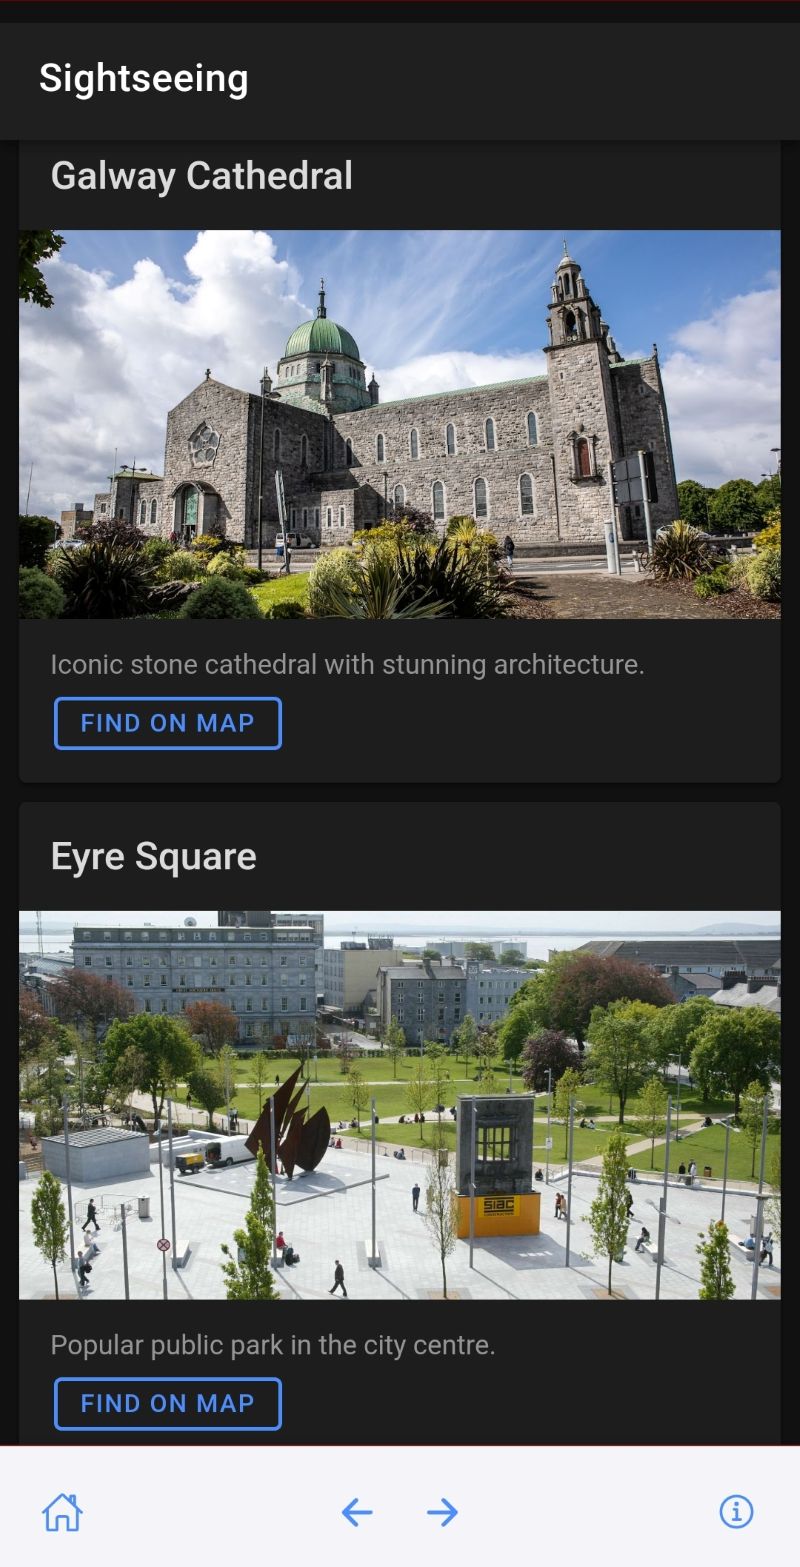 Sightseeing
Galway Cathedral
Iconic stone cathedral with stunning architecture.
FIND ON MAP
Eyre Square
SIAC
Popular public park in the city centre.
FIND ON MAP